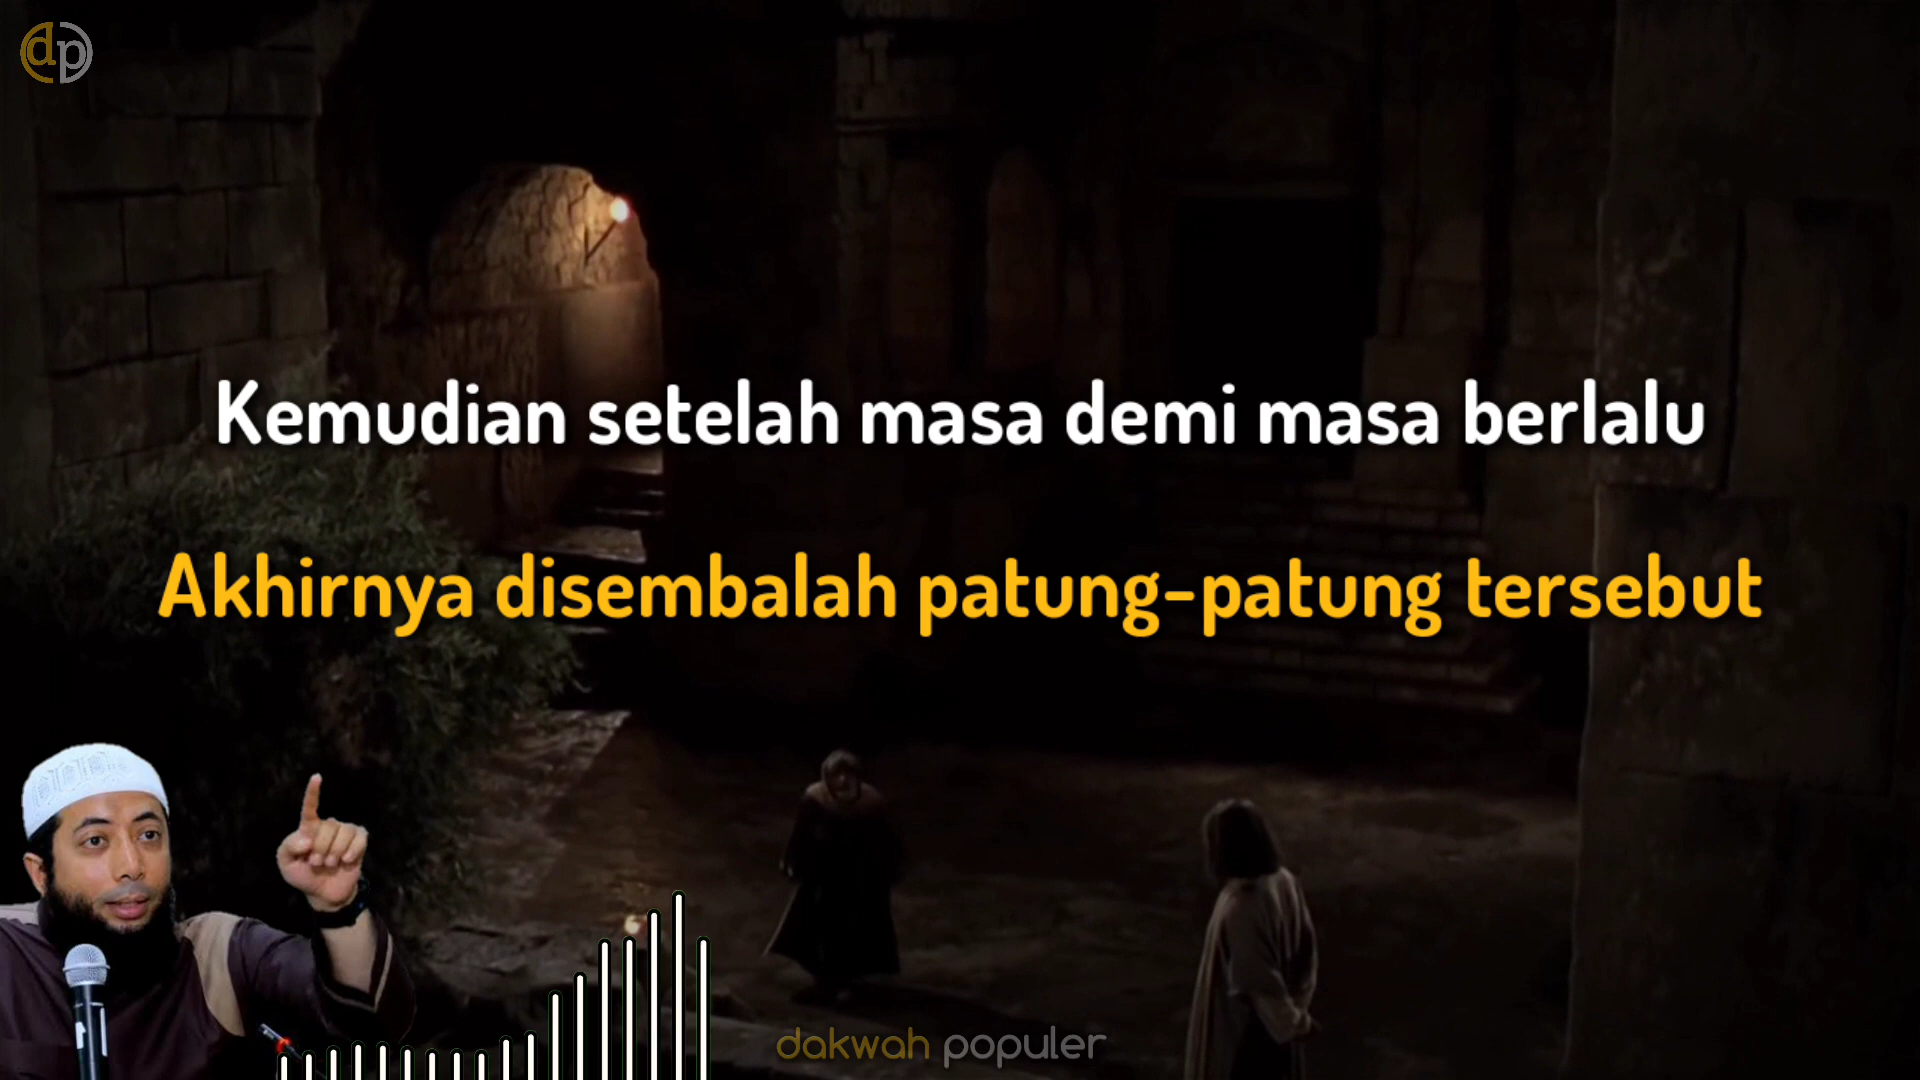 dp
Kemudian setelah masa demi masa berlalu
Akhirnya disembalah patung-patung tersebut
dakwah populer